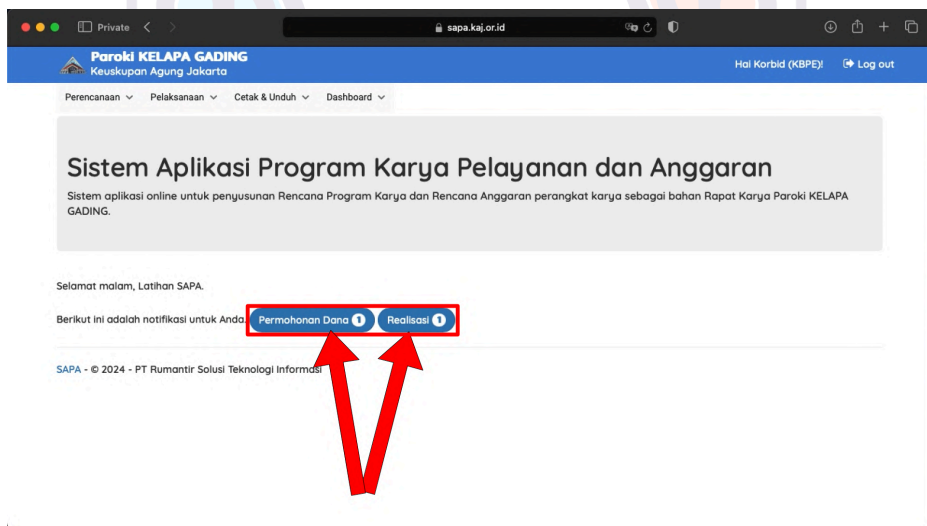 Private
sapa.kaj.or.id
Paroki KELAPA GADING
Keuskupan Agung Jakarta
Hai Korbid (KBPE)!
Log out
Perencanaan
Pelaksanaan
Cetak & Unduh
Dashboard
Sistem Aplikasi Program Karya Pelayanan dan Anggaran
Sistem aplikasi online untuk penyusunan Rencana Program Karya dan Rencana Anggaran perangkat karya sebagai bahan Rapat Karya Paroki KELAPA
GADING.
Selamat malam, Latihan SAPA.
Berikut ini adalah notifikasi untuk Anda. Permohonan Dana 1 Realisasi 1
SAPA - © 2024 - PT Rumantir Solusi Teknologi Informasi